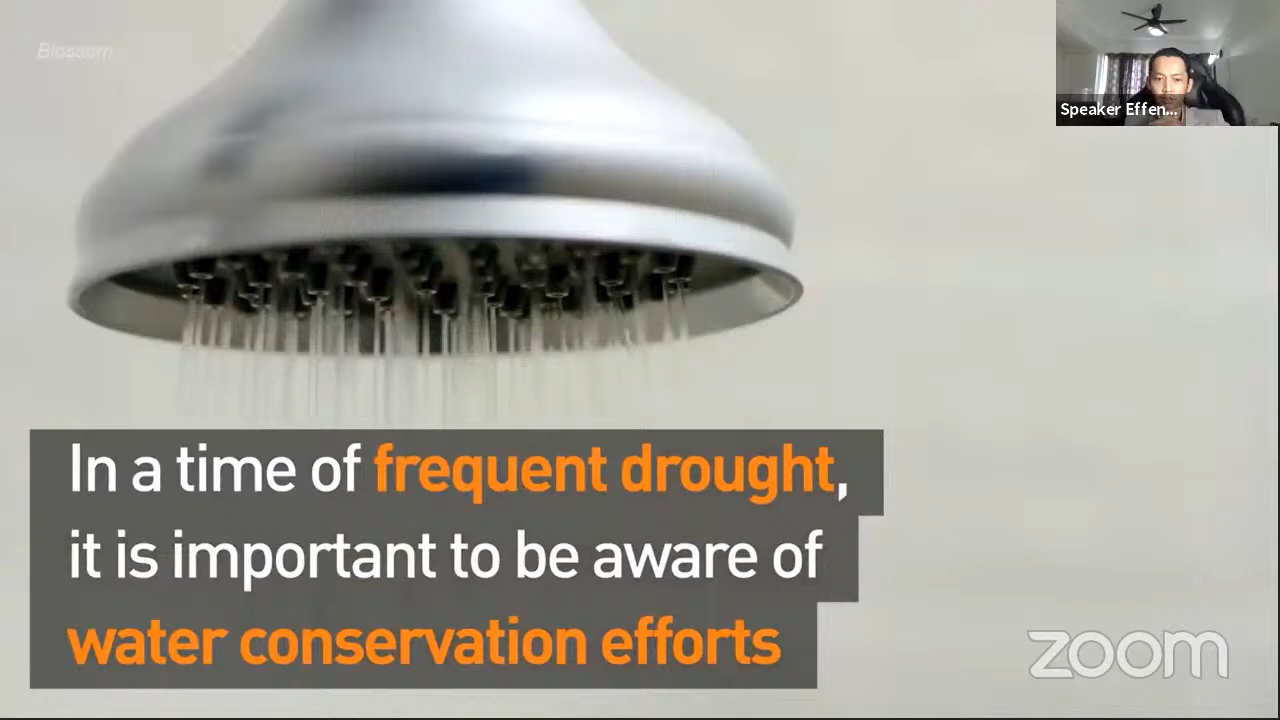 Blossom
Speaker Effen...
In a time of frequent drought,
it is important to be aware of
water conservation efforts
zoom